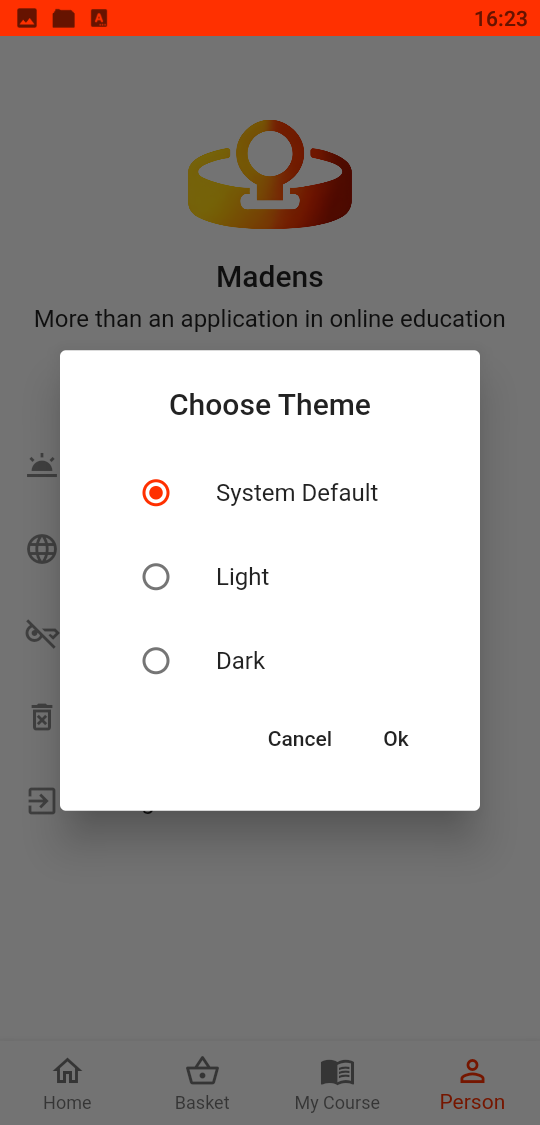 16:23
Madens
More than an application in online education
Choose Theme
System Default
Light
Dark
Cancel
Ok
Home
Basket
My Course
Person